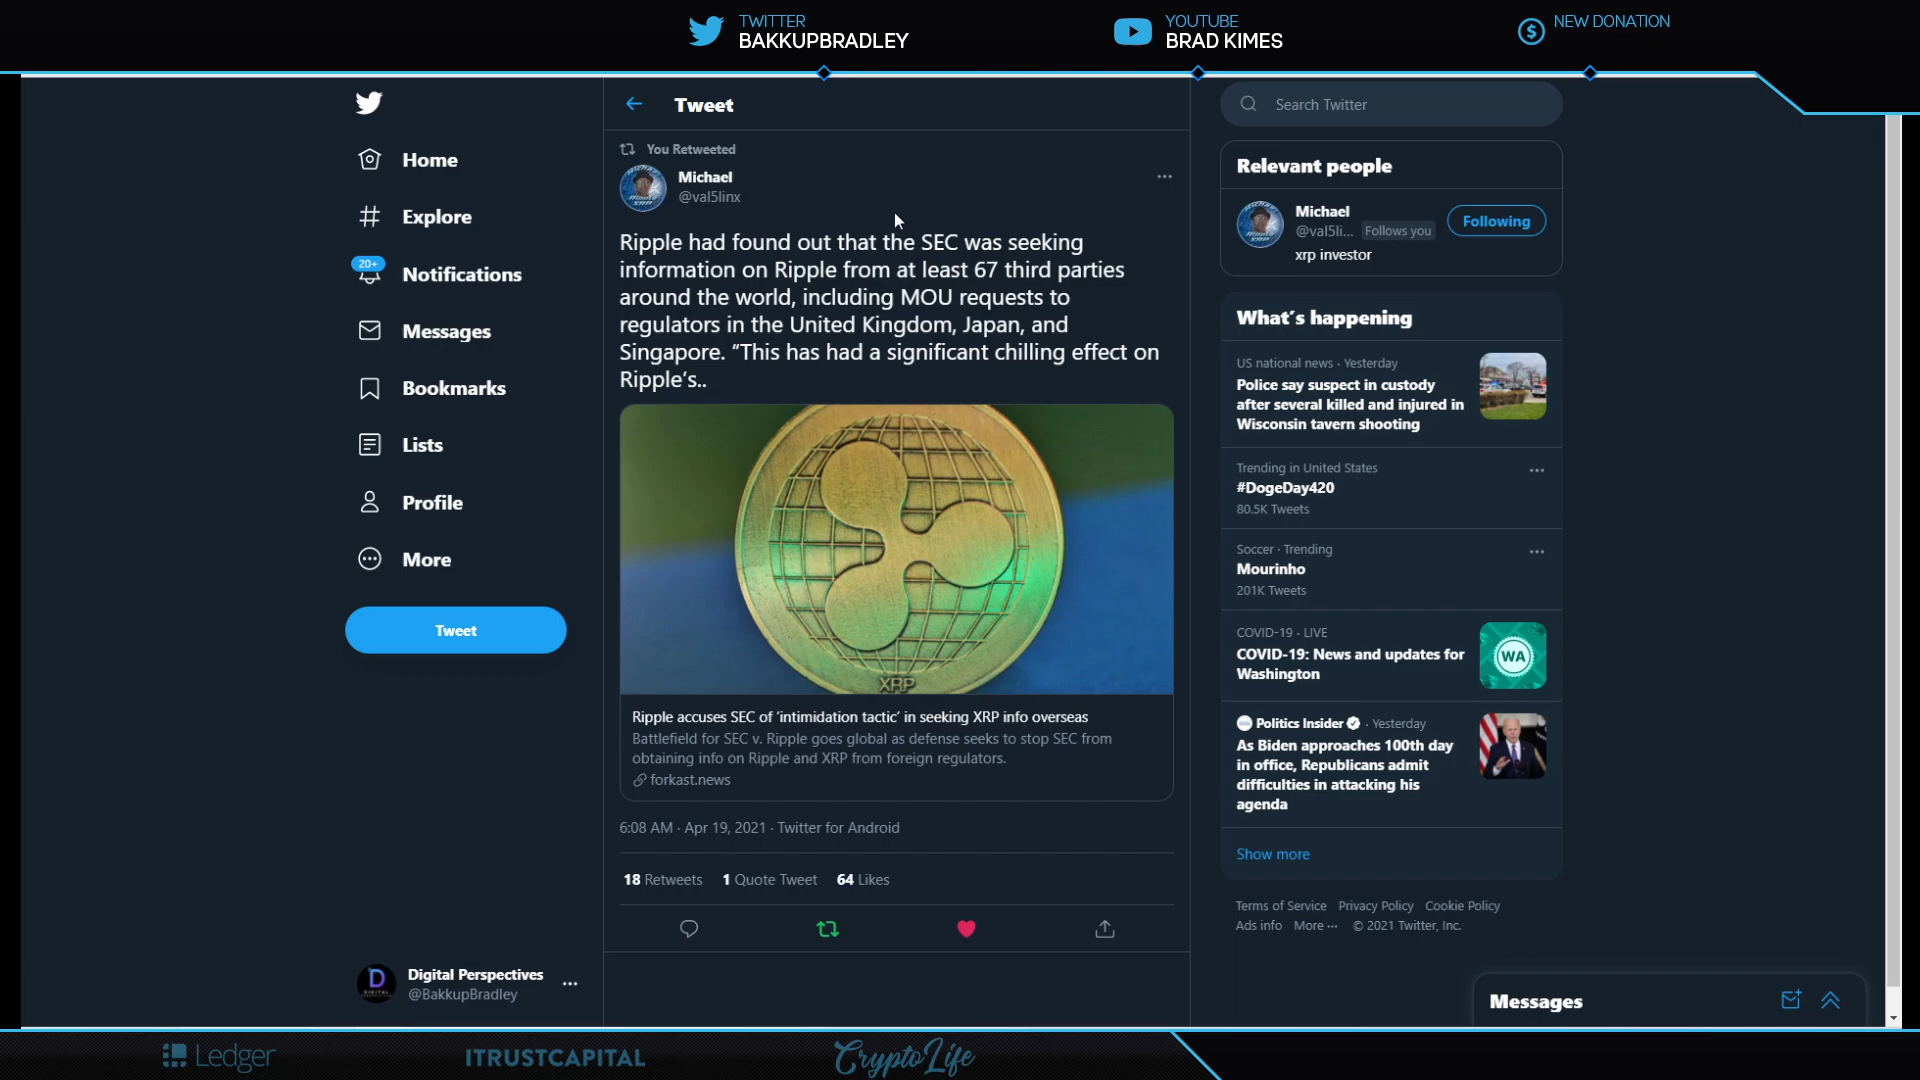 TWITTER
BAKKUPBRADLEY
YOUTUBE
BRAD KIMES
NEW DONATION
Home
Explore
20+
Notifications
Messages
Bookmarks
Lists
Profile
More
Tweet
Digital Perspectives
@BakkupBradley
Tweet
You Retweeted
Michael
@val5linx
Ripple had found out that the SEC was seeking
information on Ripple from at least 67 third parties
around the world, including MOU requests to
regulators in the United Kingdom, Japan, and
Singapore. “This has had a significant chilling effect on
Ripple’s..
XRP
Ripple accuses SEC of ‘intimidation tactic’ in seeking XRP info overseas
Battlefield for SEC v. Ripple goes global as defense seeks to stop SEC from
obtaining info on Ripple and XRP from foreign regulators.
forkast.news
6:08 AM · Apr 19, 2021 · Twitter for Android
18 Retweets 1 Quote Tweet 64 Likes
Search Twitter
Relevant people
Michael
@val5li... Follows you
Following
xrp investor
What’s happening
US national news · Yesterday
Police say suspect in custody
after several killed and injured in
Wisconsin tavern shooting
Trending in United States
#DogeDay420
80.5K Tweets
Soccer · Trending
Mourinho
201K Tweets
COVID-19 · LIVE
COVID-19: News and updates for
Washington
WA
Politics Insider · Yesterday
As Biden approaches 100th day
in office, Republicans admit
difficulties in attacking his
agenda
Show more
Terms of Service Privacy Policy Cookie Policy
Ads info More ··· © 2021 Twitter, Inc.
Messages
Ledger
ITRUSTCAPITAL
CryptoLife